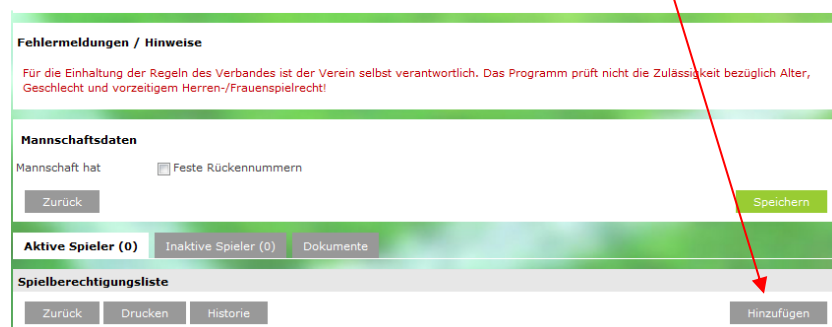 Fehlermeldungen / Hinweise
Für die Einhaltung der Regeln des Verbandes ist der Verein selbst verantwortlich. Das Programm prüft nicht die Zulässigkeit bezüglich Alter,
Geschlecht und vorzeitigem Herren-/Frauenspielrecht!
Mannschaftsdaten
Mannschaft hat Feste Rückennummern
Zurück Speichern
Aktive Spieler (0) Inaktive Spieler (0) Dokumente
Spielberechtigungsliste
Zurück Drucken Historie Hinzufügen